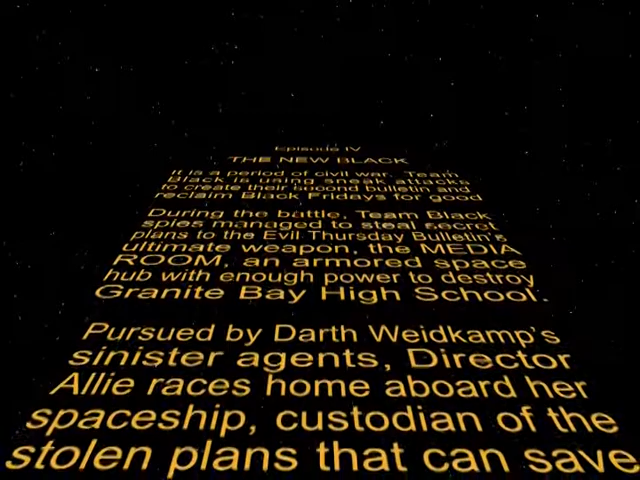 Episode IV
THE NEW BLACK
It is a period of civil war. Team
Black is using sneak attacks
to create their second bulletin and
reclaim Black Fridays for good
During the battle, Team Black
spies managed to steal secret
plans to the Evil Thursday Bulletin's
ultimate weapon, the MEDIA
ROOM, an armored space
hub with enough power to destroy
Granite Bay High School.
Pursued by Darth Weidkamp's
sinister agents, Director
Allie races home aboard her
spaceship, custodian of the
stolen plans that can save